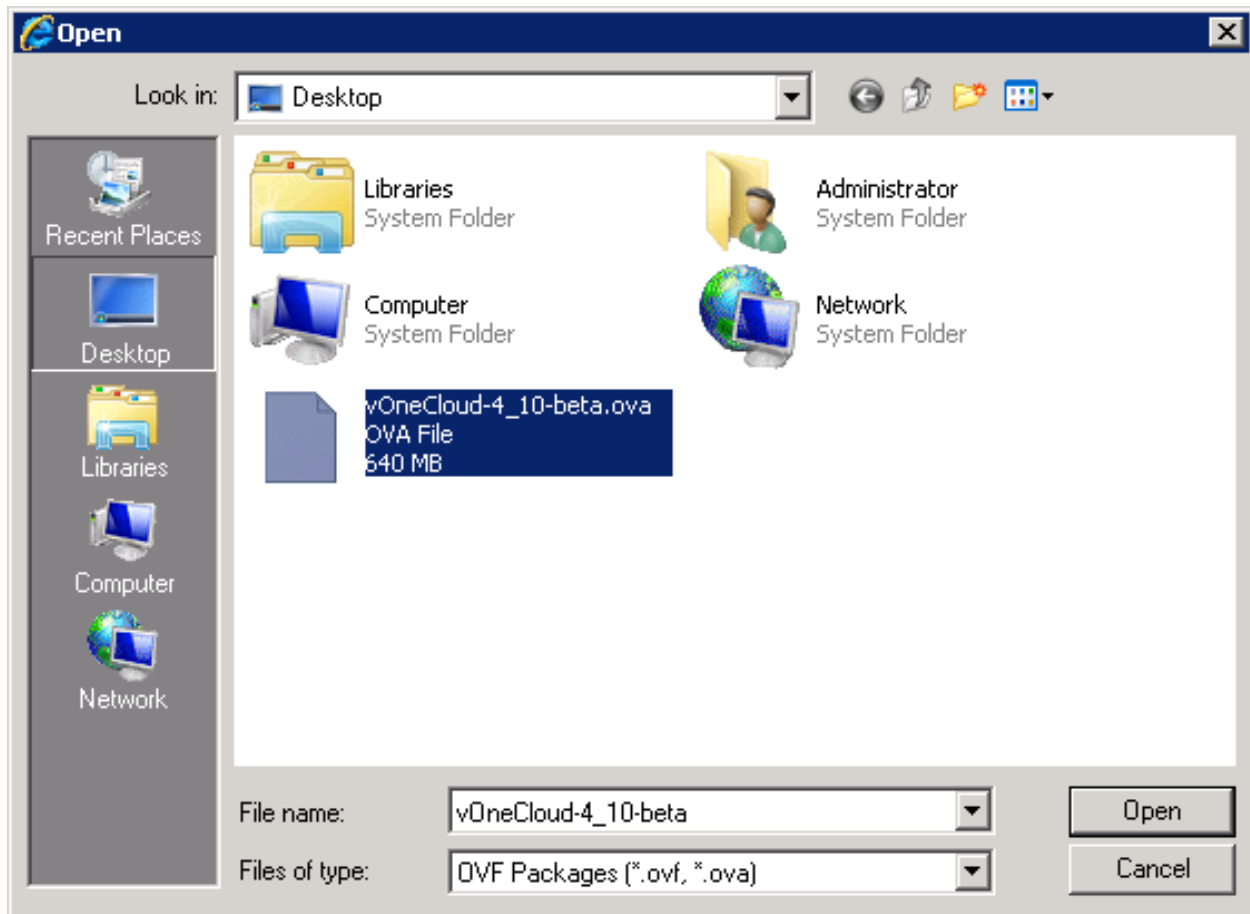 Open
Look in:
Desktop
Recent Places
Desktop
Libraries
Computer
Network
Libraries
System Folder
Administrator
System Folder
Computer
System Folder
Network
System Folder
vOneCloud-4_10-beta.ova
OVA File
640 MB
File name:
vOneCloud-4_10-beta
Open
Files of type:
OVF Packages (*.ovf, *.ova)
Cancel